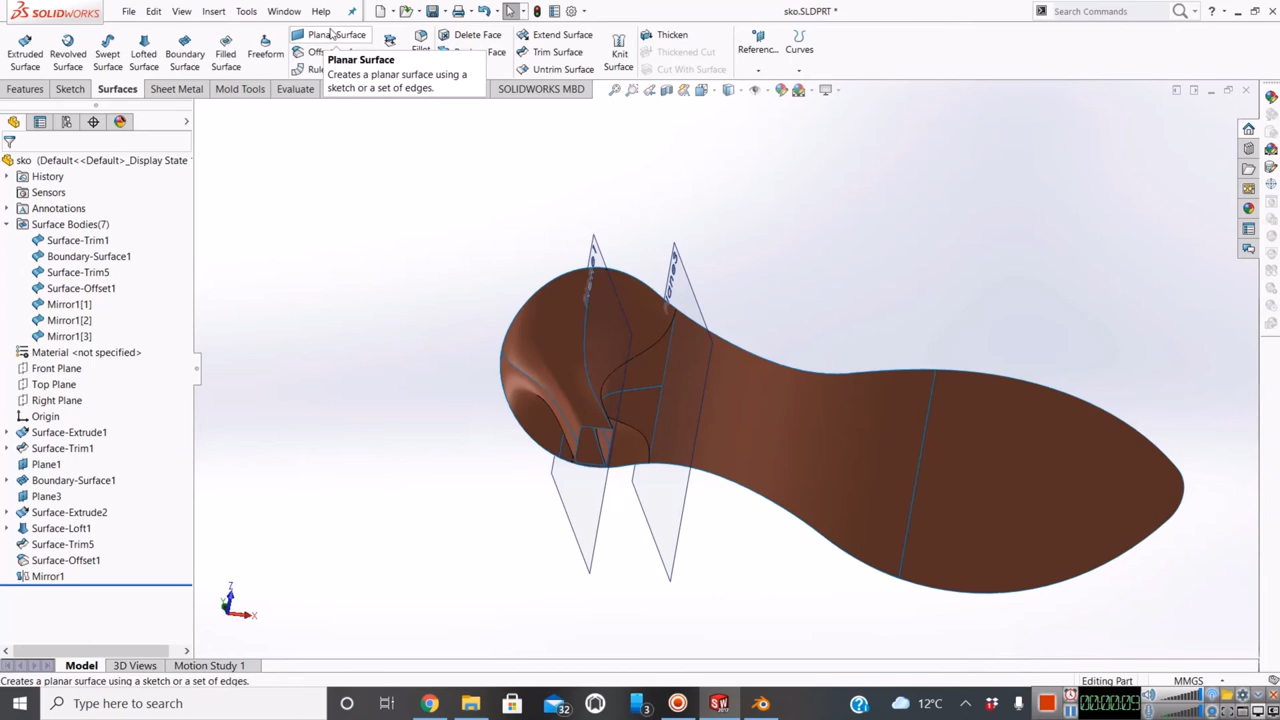 SOLIDWORKS File Edit View Insert Tools Help sko.SLDPRT * Search Commands ?
Extruded Surface Revolved Surface Swept Surface Lofted Surface Boundary Surface Filled Surface Freeform
Planar Surface Delete Face Extend Surface Thicken
Trim Surface Thickened Cut
Untrim Surface Cut With Surface
Knit Surface Referenc... Curves
Planar Surface
Creates a planar surface using a
sketch or a set of edges.
Features Sketch Surfaces Sheet Metal Mold Tools Evaluate SOLIDWORKS MBD
sko (Default<<Default>_Display State
History
Sensors
Annotations
Surface Bodies(7)
Surface-Trim1
Boundary-Surface1
Surface-Trim5
Surface-Offset1
Mirror1[1]
Mirror1[2]
Mirror1[3]
Material <not specified>
Front Plane
Top Plane
Right Plane
Origin
Surface-Extrude1
Surface-Trim1
Plane1
Boundary-Surface1
Plane3
Surface-Extrude2
Surface-Loft1
Surface-Trim5
Surface-Offset1
Mirror1
Z
X
Model 3D Views Motion Study 1
Creates a planar surface using a sketch or a set of edges. Editing Part MMGS
Type here to search 32 3 12°C